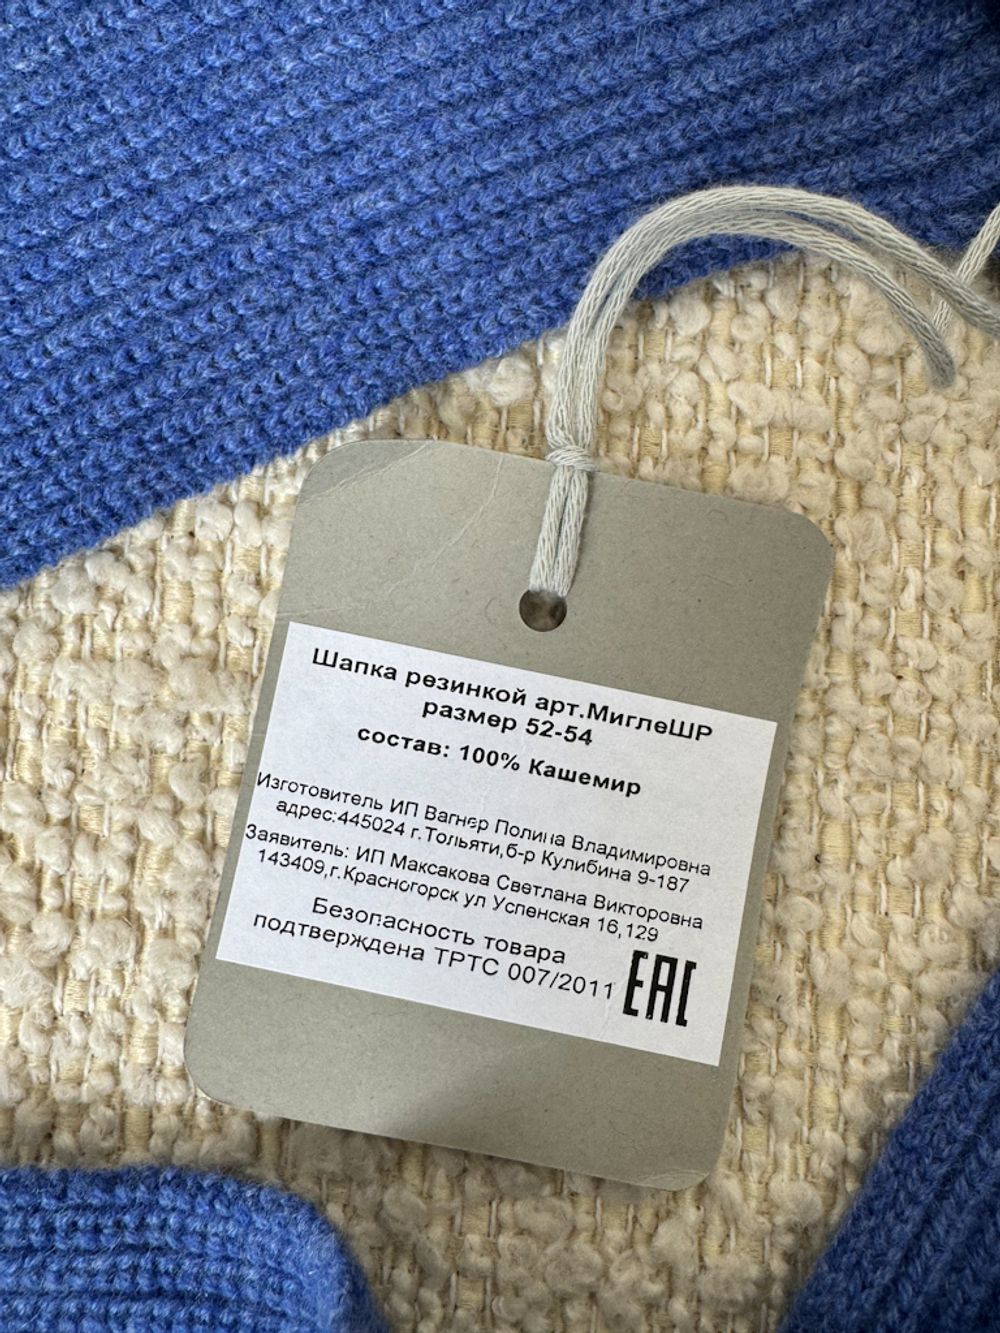 Шапка резинкой арт.МиглеШР
размер 52-54
состав: 100% Кашемир
Изготовитель ИП Вагнер Полина Владимировна
адрес:445024 г.Тольяти,б-р Кулибина 9-187
Заявитель: ИП Максакова Светлана Викторовна
143409,г.Красногорск ул Успенская 16,129
Безопасность товара
подтверждена ТРТС 007/2011
ЕАС